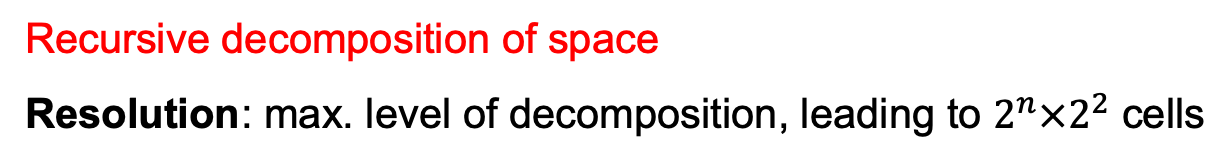 Recursive decomposition of space
Resolution: max. level of decomposition, leading to 2ⁿ×2² cells